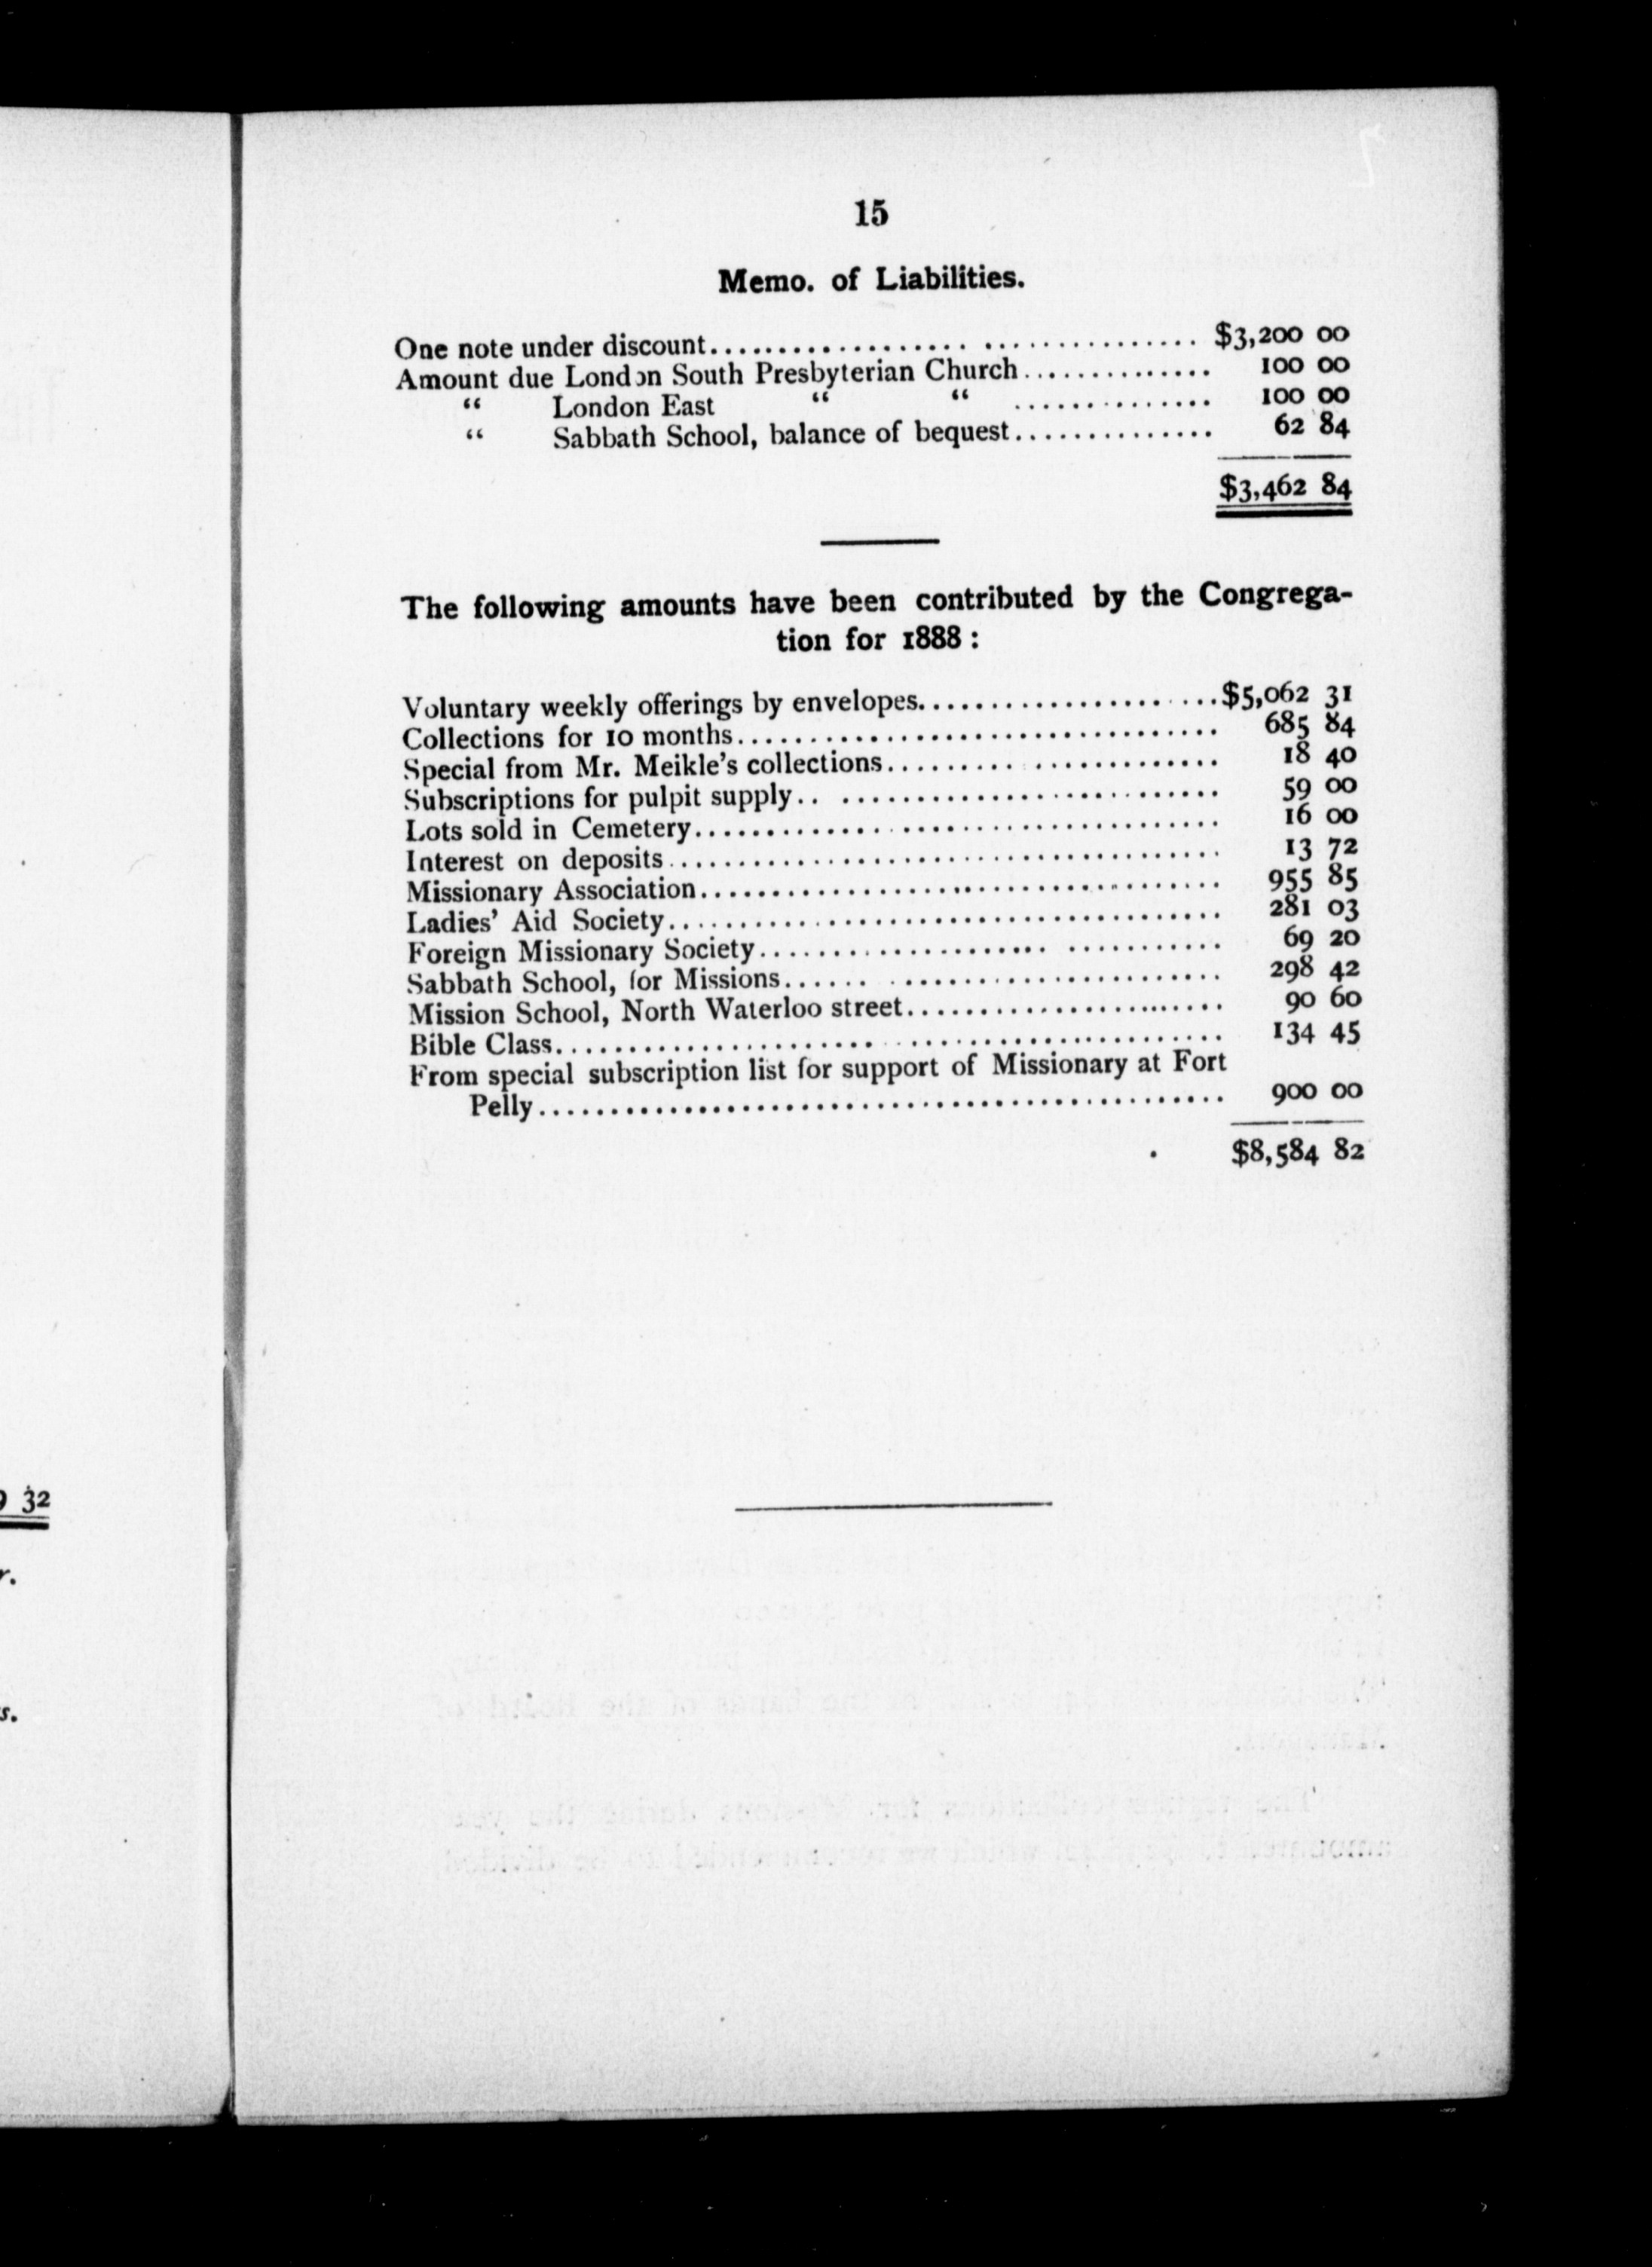 15
Memo. of Liabilities.
One note under discount.................. ................ $3,200 00
Amount due London South Presbyterian Church.............. 100 00
“ London East “ “ .............. 100 00
“ Sabbath School, balance of bequest.............. 62 84
$3,462 84
The following amounts have been contributed by the Congrega-
tion for 1888 :
Voluntary weekly offerings by envelopes....................$5,062 31
Collections for 10 months................................. 685 84
Special from Mr. Meikle’s collections....................... 18 40
Subscriptions for pulpit supply.. .......................... 59 00
Lots sold in Cemetery.................................... 16 00
Interest on deposits...................................... 13 72
Missionary Association.................................... 955 85
Ladies’ Aid Society...................................... 281 03
Foreign Missionary Society.................... ........... 69 20
Sabbath School, for Missions...... ...................... 298 42
Mission School, North Waterloo street...................... 90 60
Bible Class...................... ...................... 134 45
From special subscription list for support of Missionary at Fort
Pelly............................................... 900 00
$8,584 82
32
r.
s.